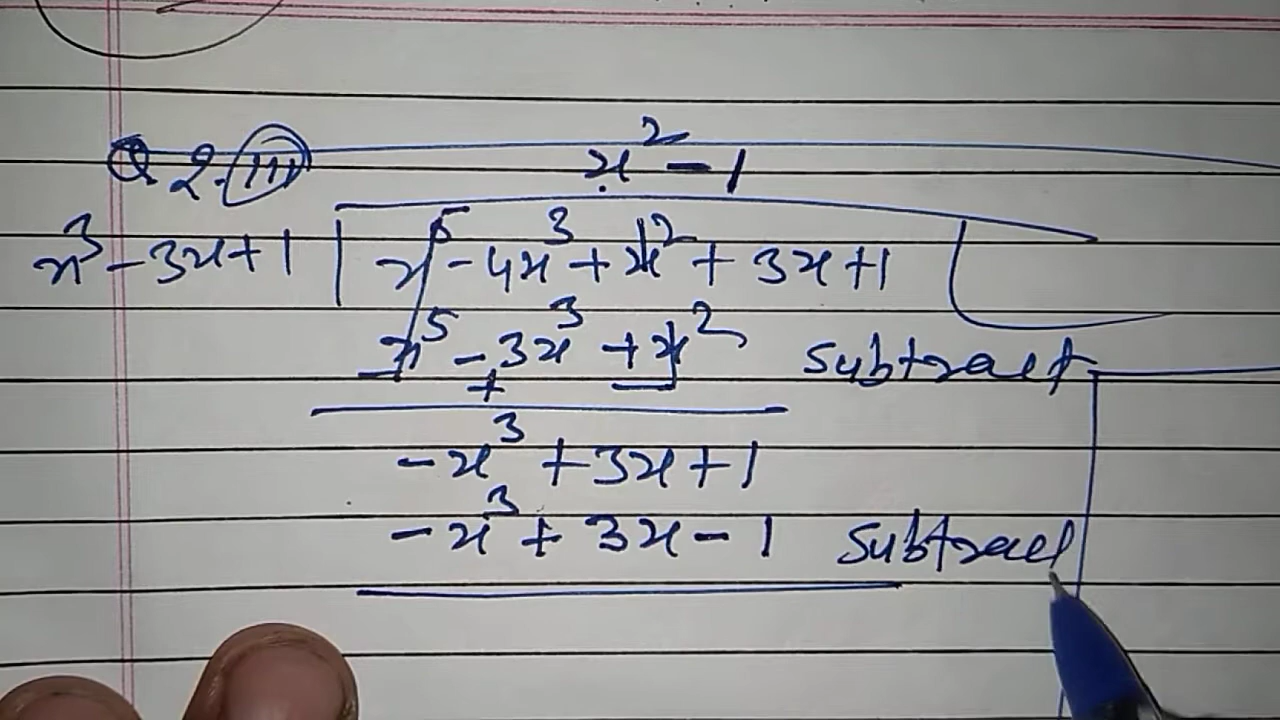 Q 2. (iii)
x² - 1
x³ - 3x + 1 | x⁵ - 4x³ + x² + 3x + 1
x⁵ - 3x³ + x² Subtract
- + -
-x³ + 3x + 1
-x³ + 3x - 1 Subtract